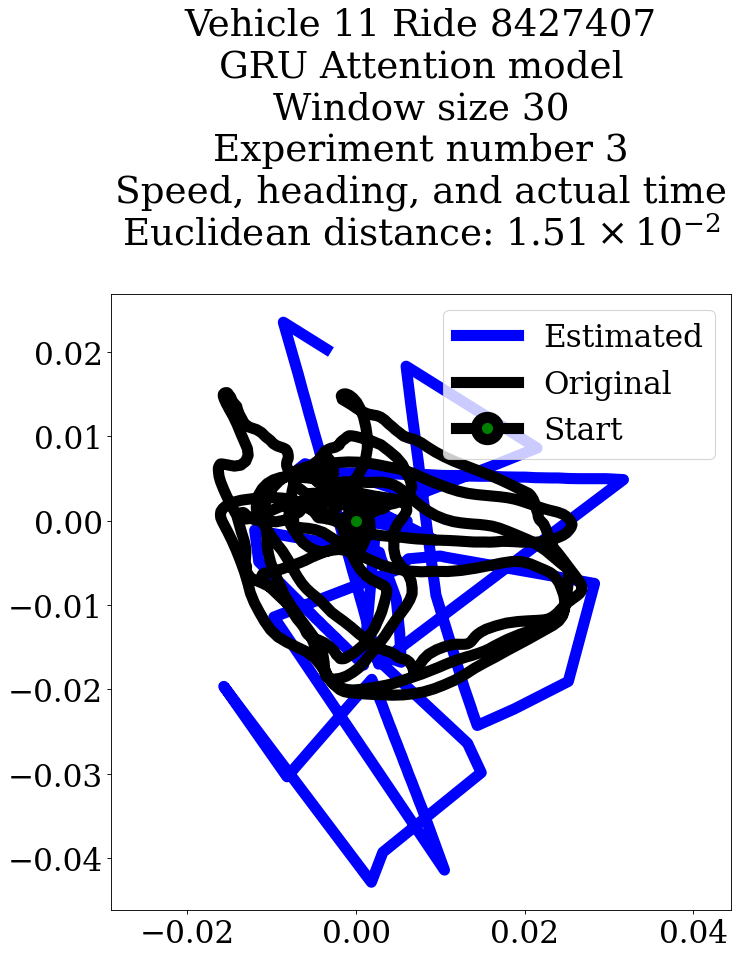 Vehicle 11 Ride 8427407
GRU Attention model
Window size 30
Experiment number 3
Speed, heading, and actual time
Euclidean distance: 1.51 × 10⁻²
Estimated
Original
Start
0.02
0.01
0.00
−0.01
−0.02
−0.03
−0.04
−0.02 0.00 0.02 0.04